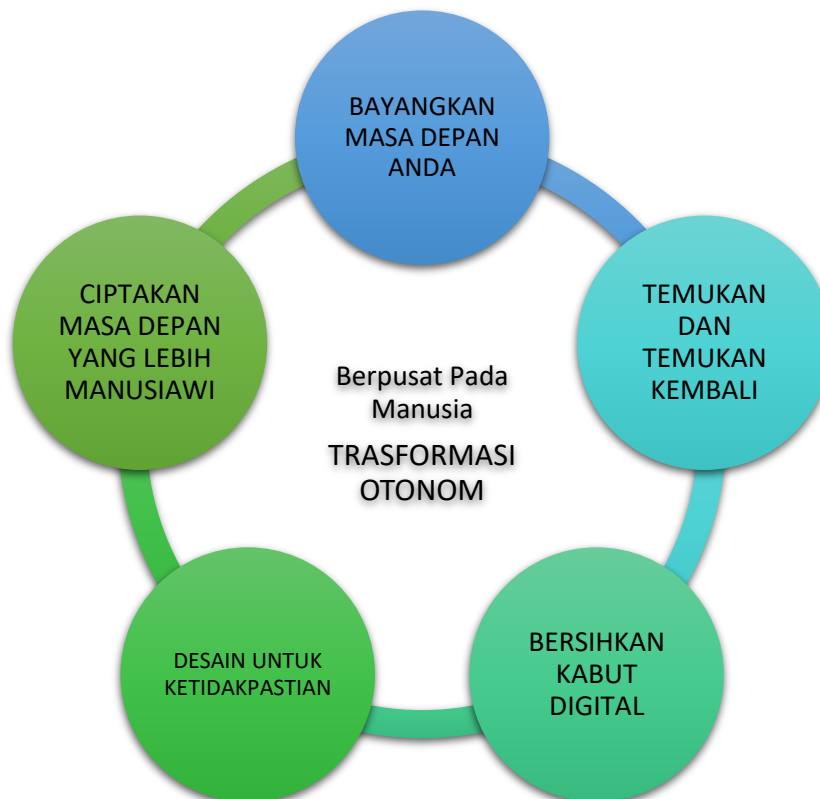 BAYANGKAN
MASA DEPAN
ANDA
TEMUKAN
DAN
TEMUKAN
KEMBALI
BERSIHKAN
KABUT
DIGITAL
DESAIN UNTUK
KETIDAKPASTIAN
CIPTAKAN
MASA DEPAN
YANG LEBIH
MANUSIAWI
Berpusat Pada
Manusia
TRASFORMASI
OTONOM